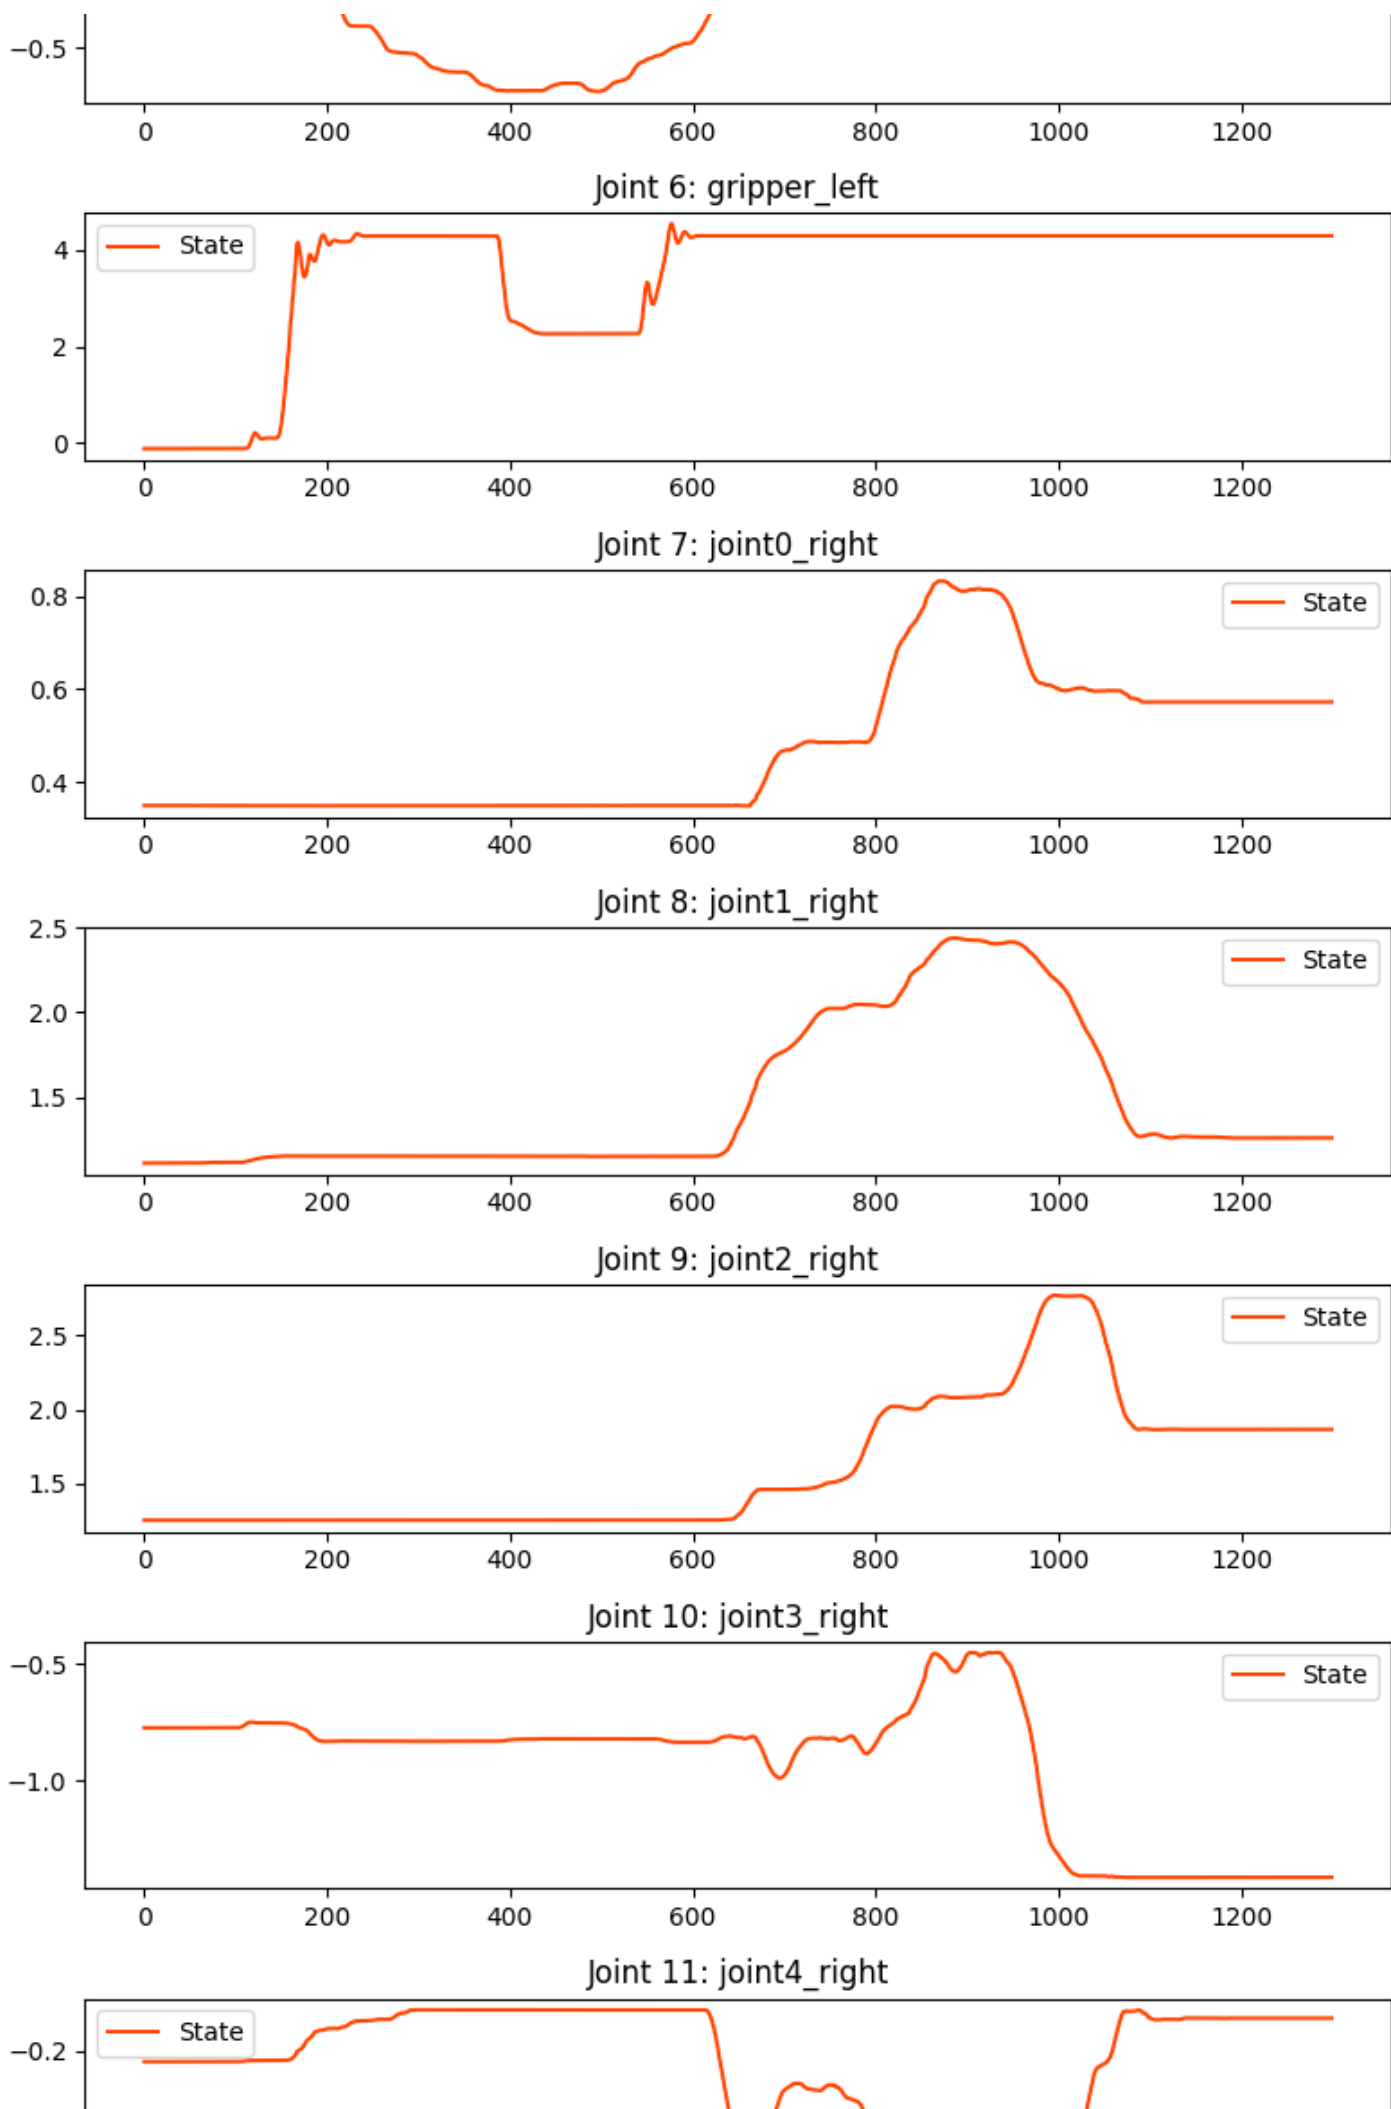 −0.5
0 200 400 600 800 1000 1200
Joint 6: gripper_left
State
4
2
0
0 200 400 600 800 1000 1200
Joint 7: joint0_right
State
0.8
0.6
0.4
0 200 400 600 800 1000 1200
Joint 8: joint1_right
2.5
State
2.0
1.5
0 200 400 600 800 1000 1200
Joint 9: joint2_right
State
2.5
2.0
1.5
0 200 400 600 800 1000 1200
Joint 10: joint3_right
−0.5
State
−1.0
0 200 400 600 800 1000 1200
Joint 11: joint4_right
State
−0.2